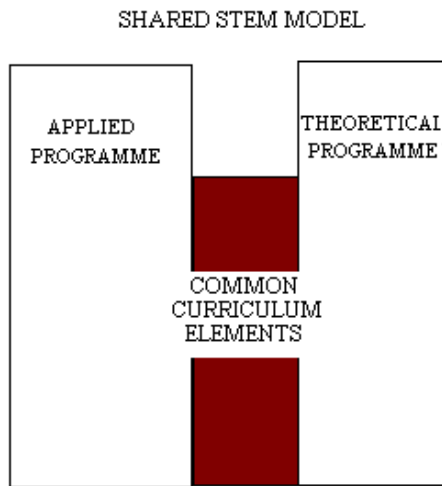 SHARED STEM MODEL
APPLIED
PROGRAMME
THEORETICAL
PROGRAMME
COMMON
CURRICULUM
ELEMENTS